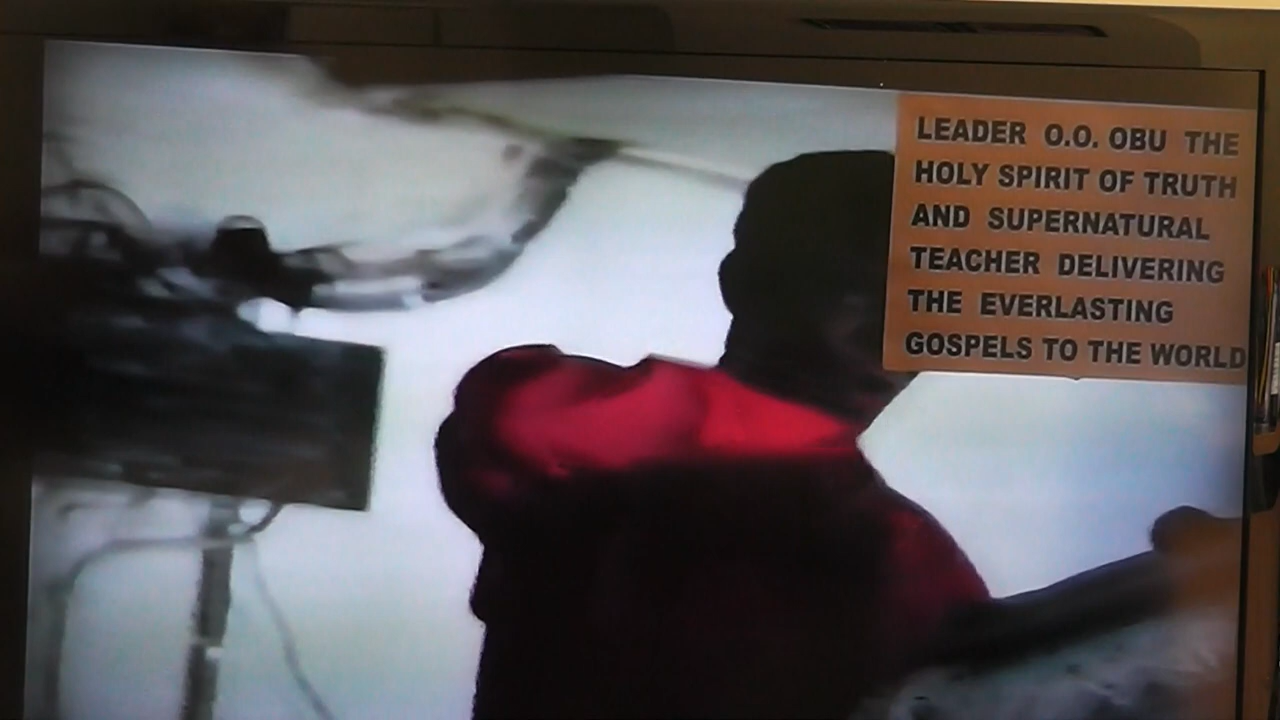 LEADER O.O. OBU THE
HOLY SPIRIT OF TRUTH
AND SUPERNATURAL
TEACHER DELIVERING
THE EVERLASTING
GOSPELS TO THE WORLD